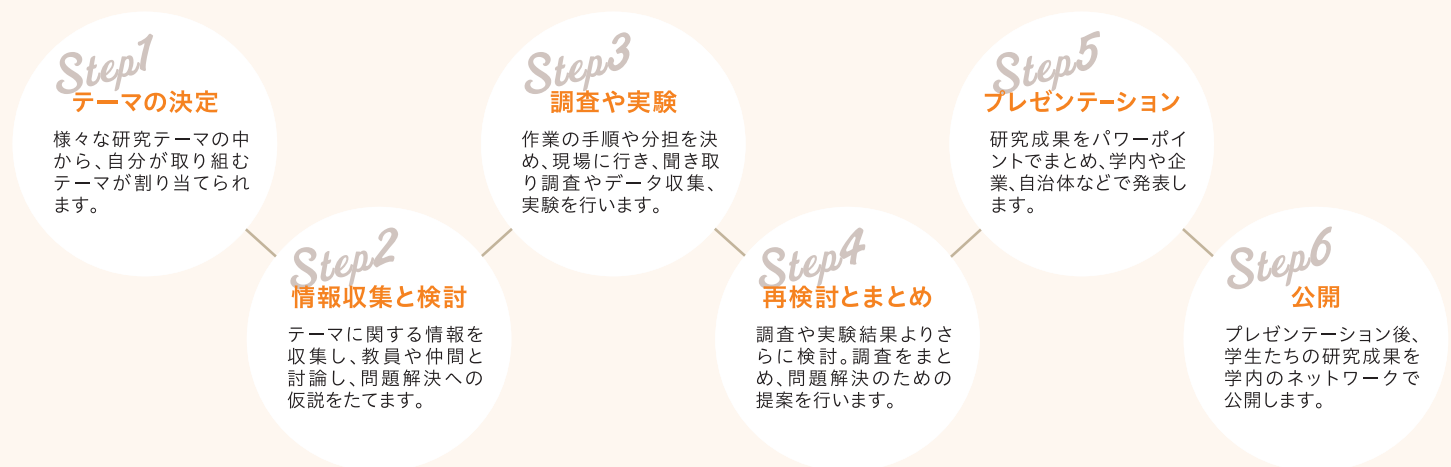 Step1
テーマの決定
様々な研究テーマの中
から、自分が取り組む
テーマが割り当てられ
ます。
Step2
情報収集と検討
テーマに関する情報を
収集し、教員や仲間と
討論し、問題解決への
仮説をたてます。
Step3
調査や実験
作業の手順や分担を決
め、現場に行き、聞き取
り調査やデータ収集、
実験を行います。
Step4
再検討とまとめ
調査や実験結果よりさ
らに検討。調査をまと
め、問題解決のための
提案を行います。
Step5
プレゼンテーション
研究成果をパワーポイ
ントでまとめ、学内や企
業、自治体などで発表し
ます。
Step6
公開
プレゼンテーション後、
学生たちの研究成果を
学内のネットワークで
公開します。